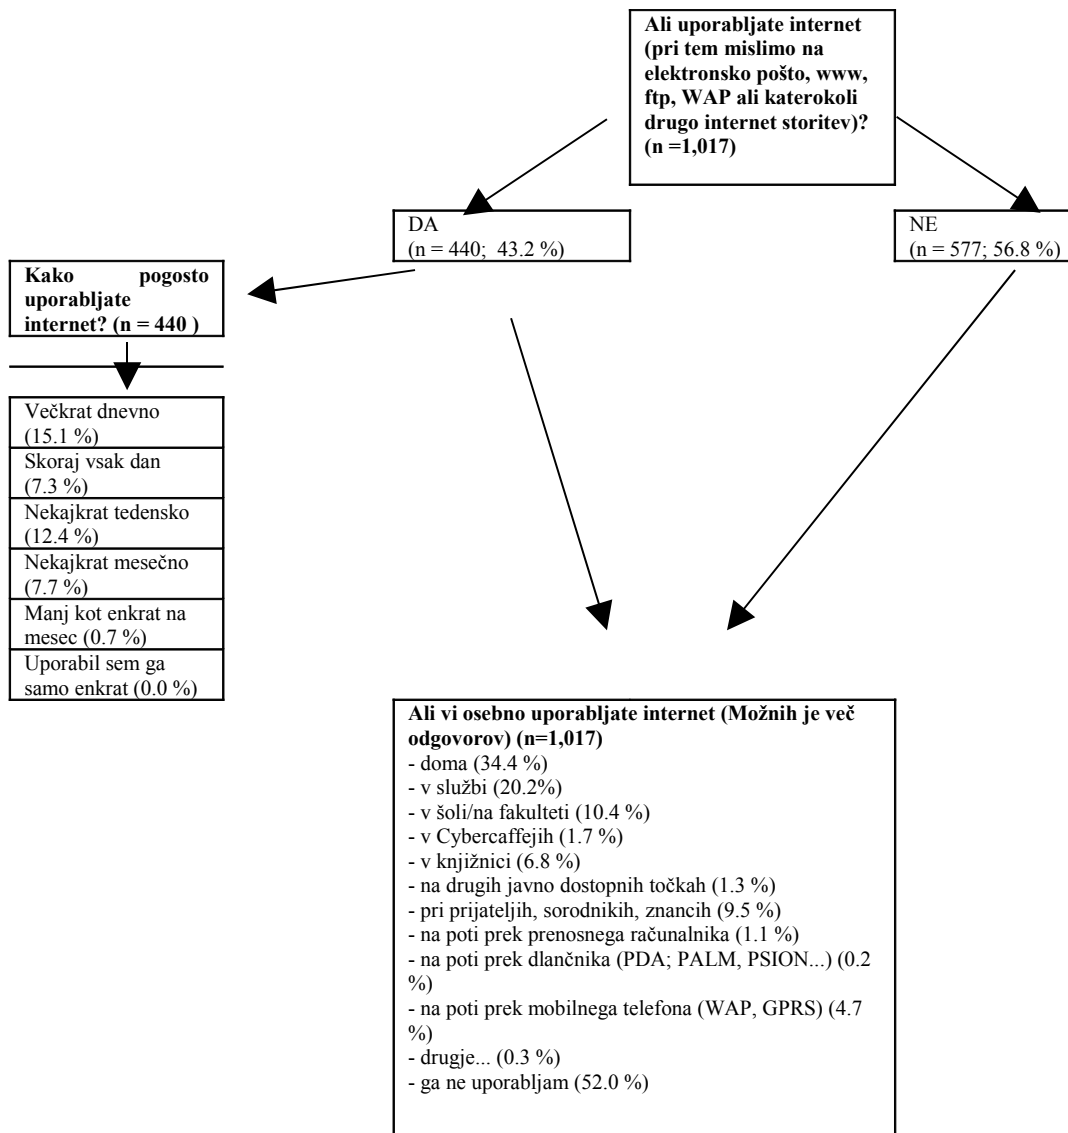 Ali uporabljate internet
(pri tem mislimo na
elektronsko pošto, www,
ftp, WAP ali katerokoli
drugo internet storitev)?
(n =1,017)
DA
(n = 440;  43.2 %)
NE
(n = 577; 56.8 %)
Kako pogosto
uporabljate
internet? (n = 440 )
Večkrat dnevno
(15.1 %)
Skoraj vsak dan
(7.3 %)
Nekajkrat tedensko
(12.4 %)
Nekajkrat mesečno
(7.7 %)
Manj kot enkrat na
mesec (0.7 %)
Uporabil sem ga
samo enkrat (0.0 %)
Ali vi osebno uporabljate internet (Možnih je več
odgovorov) (n=1,017)
- doma (34.4 %)
- v službi (20.2%)
- v šoli/na fakulteti (10.4 %)
- v Cybercaffejih (1.7 %)
- v knjižnici (6.8 %)
- na drugih javno dostopnih točkah (1.3 %)
- pri prijateljih, sorodnikih, znancih (9.5 %)
- na poti prek prenosnega računalnika (1.1 %)
- na poti prek dlančnika (PDA; PALM, PSION...) (0.2
%)
- na poti prek mobilnega telefona (WAP, GPRS) (4.7
%)
- drugje... (0.3 %)
- ga ne uporabljam (52.0 %)